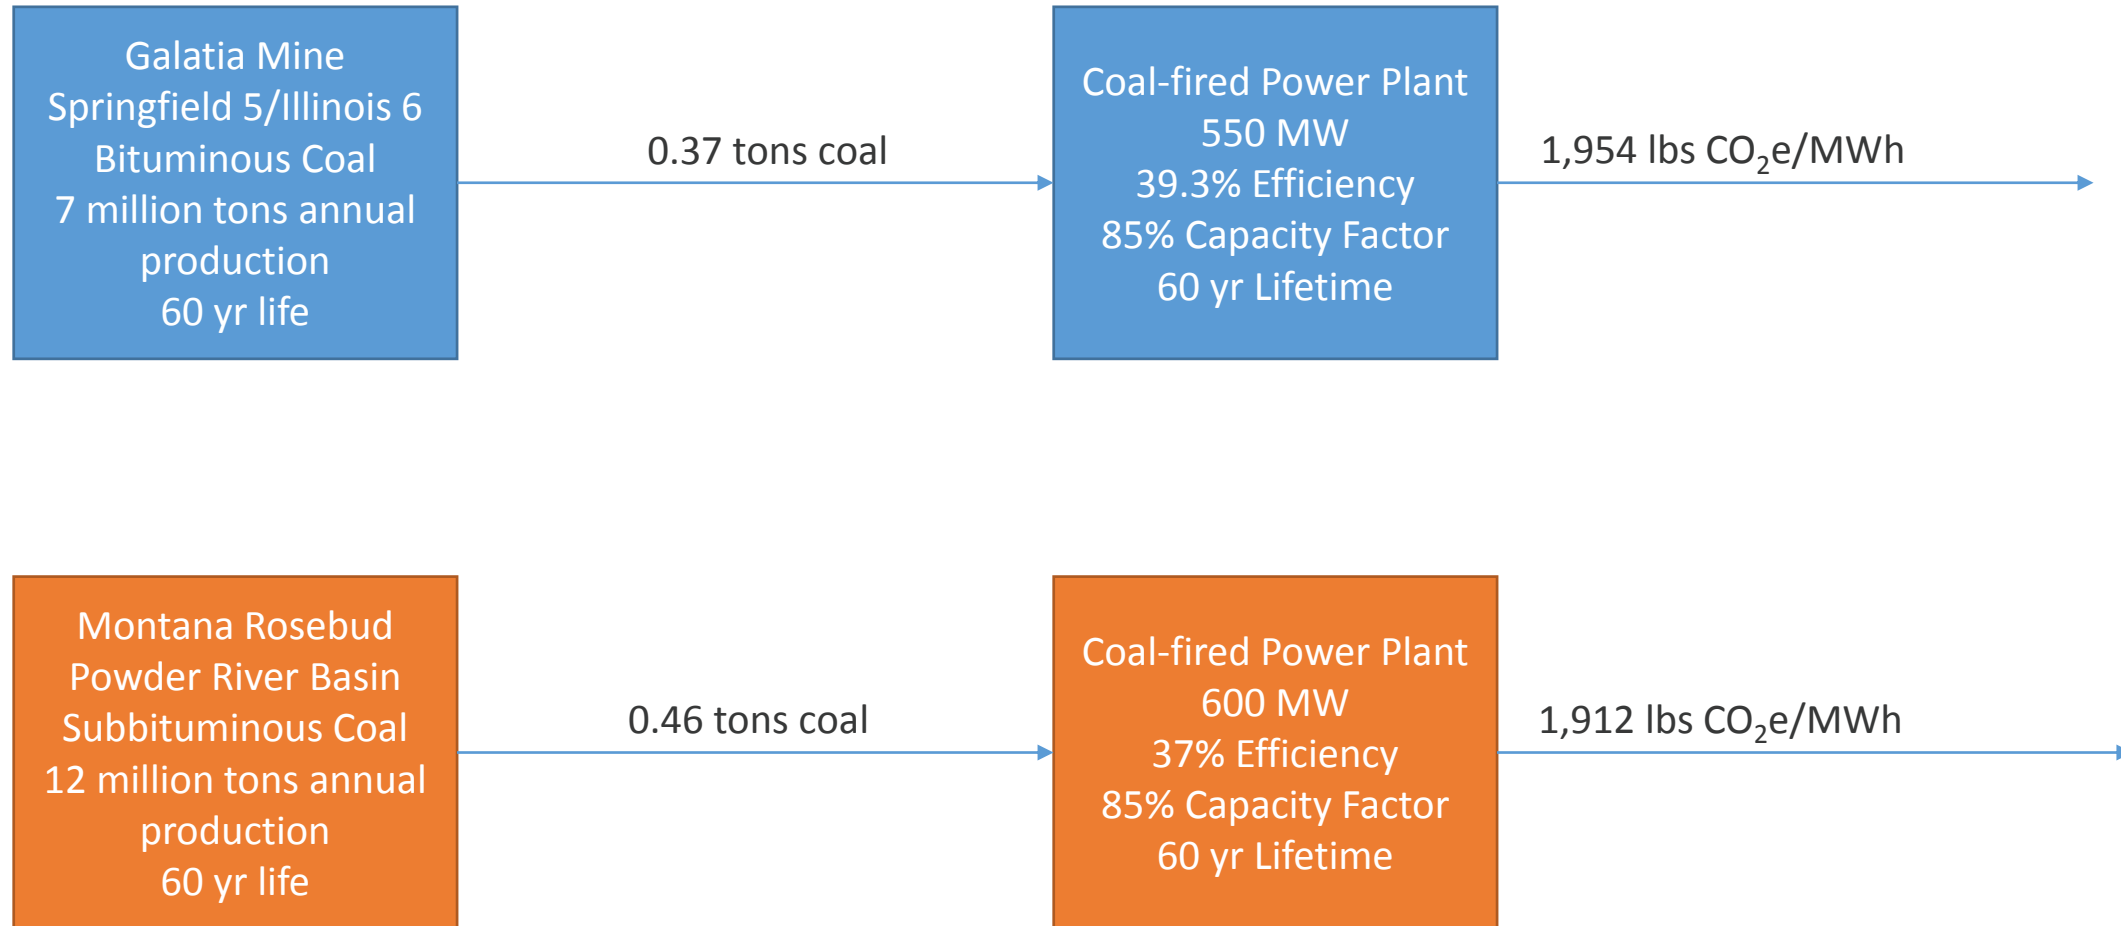 Galatia Mine
Springfield 5/Illinois 6
Bituminous Coal
7 million tons annual
production
60 yr life
0.37 tons coal
Coal-fired Power Plant
550 MW
39.3% Efficiency
85% Capacity Factor
60 yr Lifetime
1,954 lbs CO₂e/MWh
Montana Rosebud
Powder River Basin
Subbituminous Coal
12 million tons annual
production
60 yr life
0.46 tons coal
Coal-fired Power Plant
600 MW
37% Efficiency
85% Capacity Factor
60 yr Lifetime
1,912 lbs CO₂e/MWh